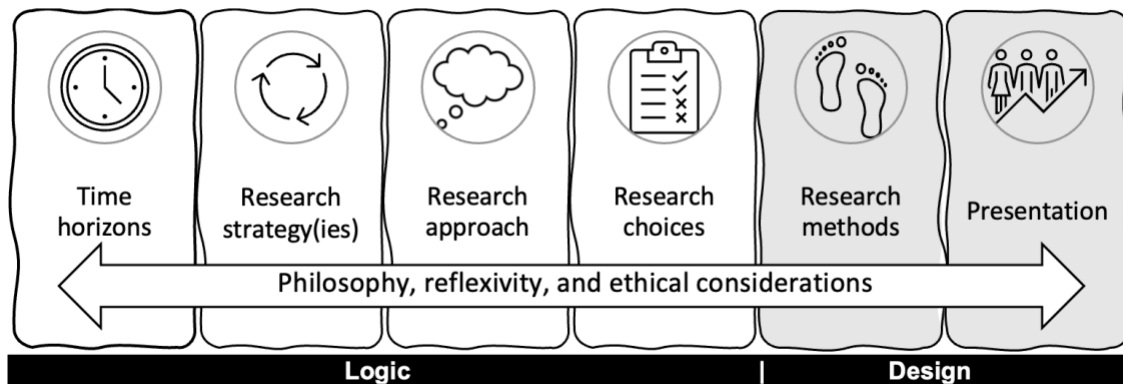 Time
horizons
Research
strategy(ies)
Research
approach
Research
choices
Research
methods
Presentation
Philosophy, reflexivity, and ethical considerations
Logic | Design